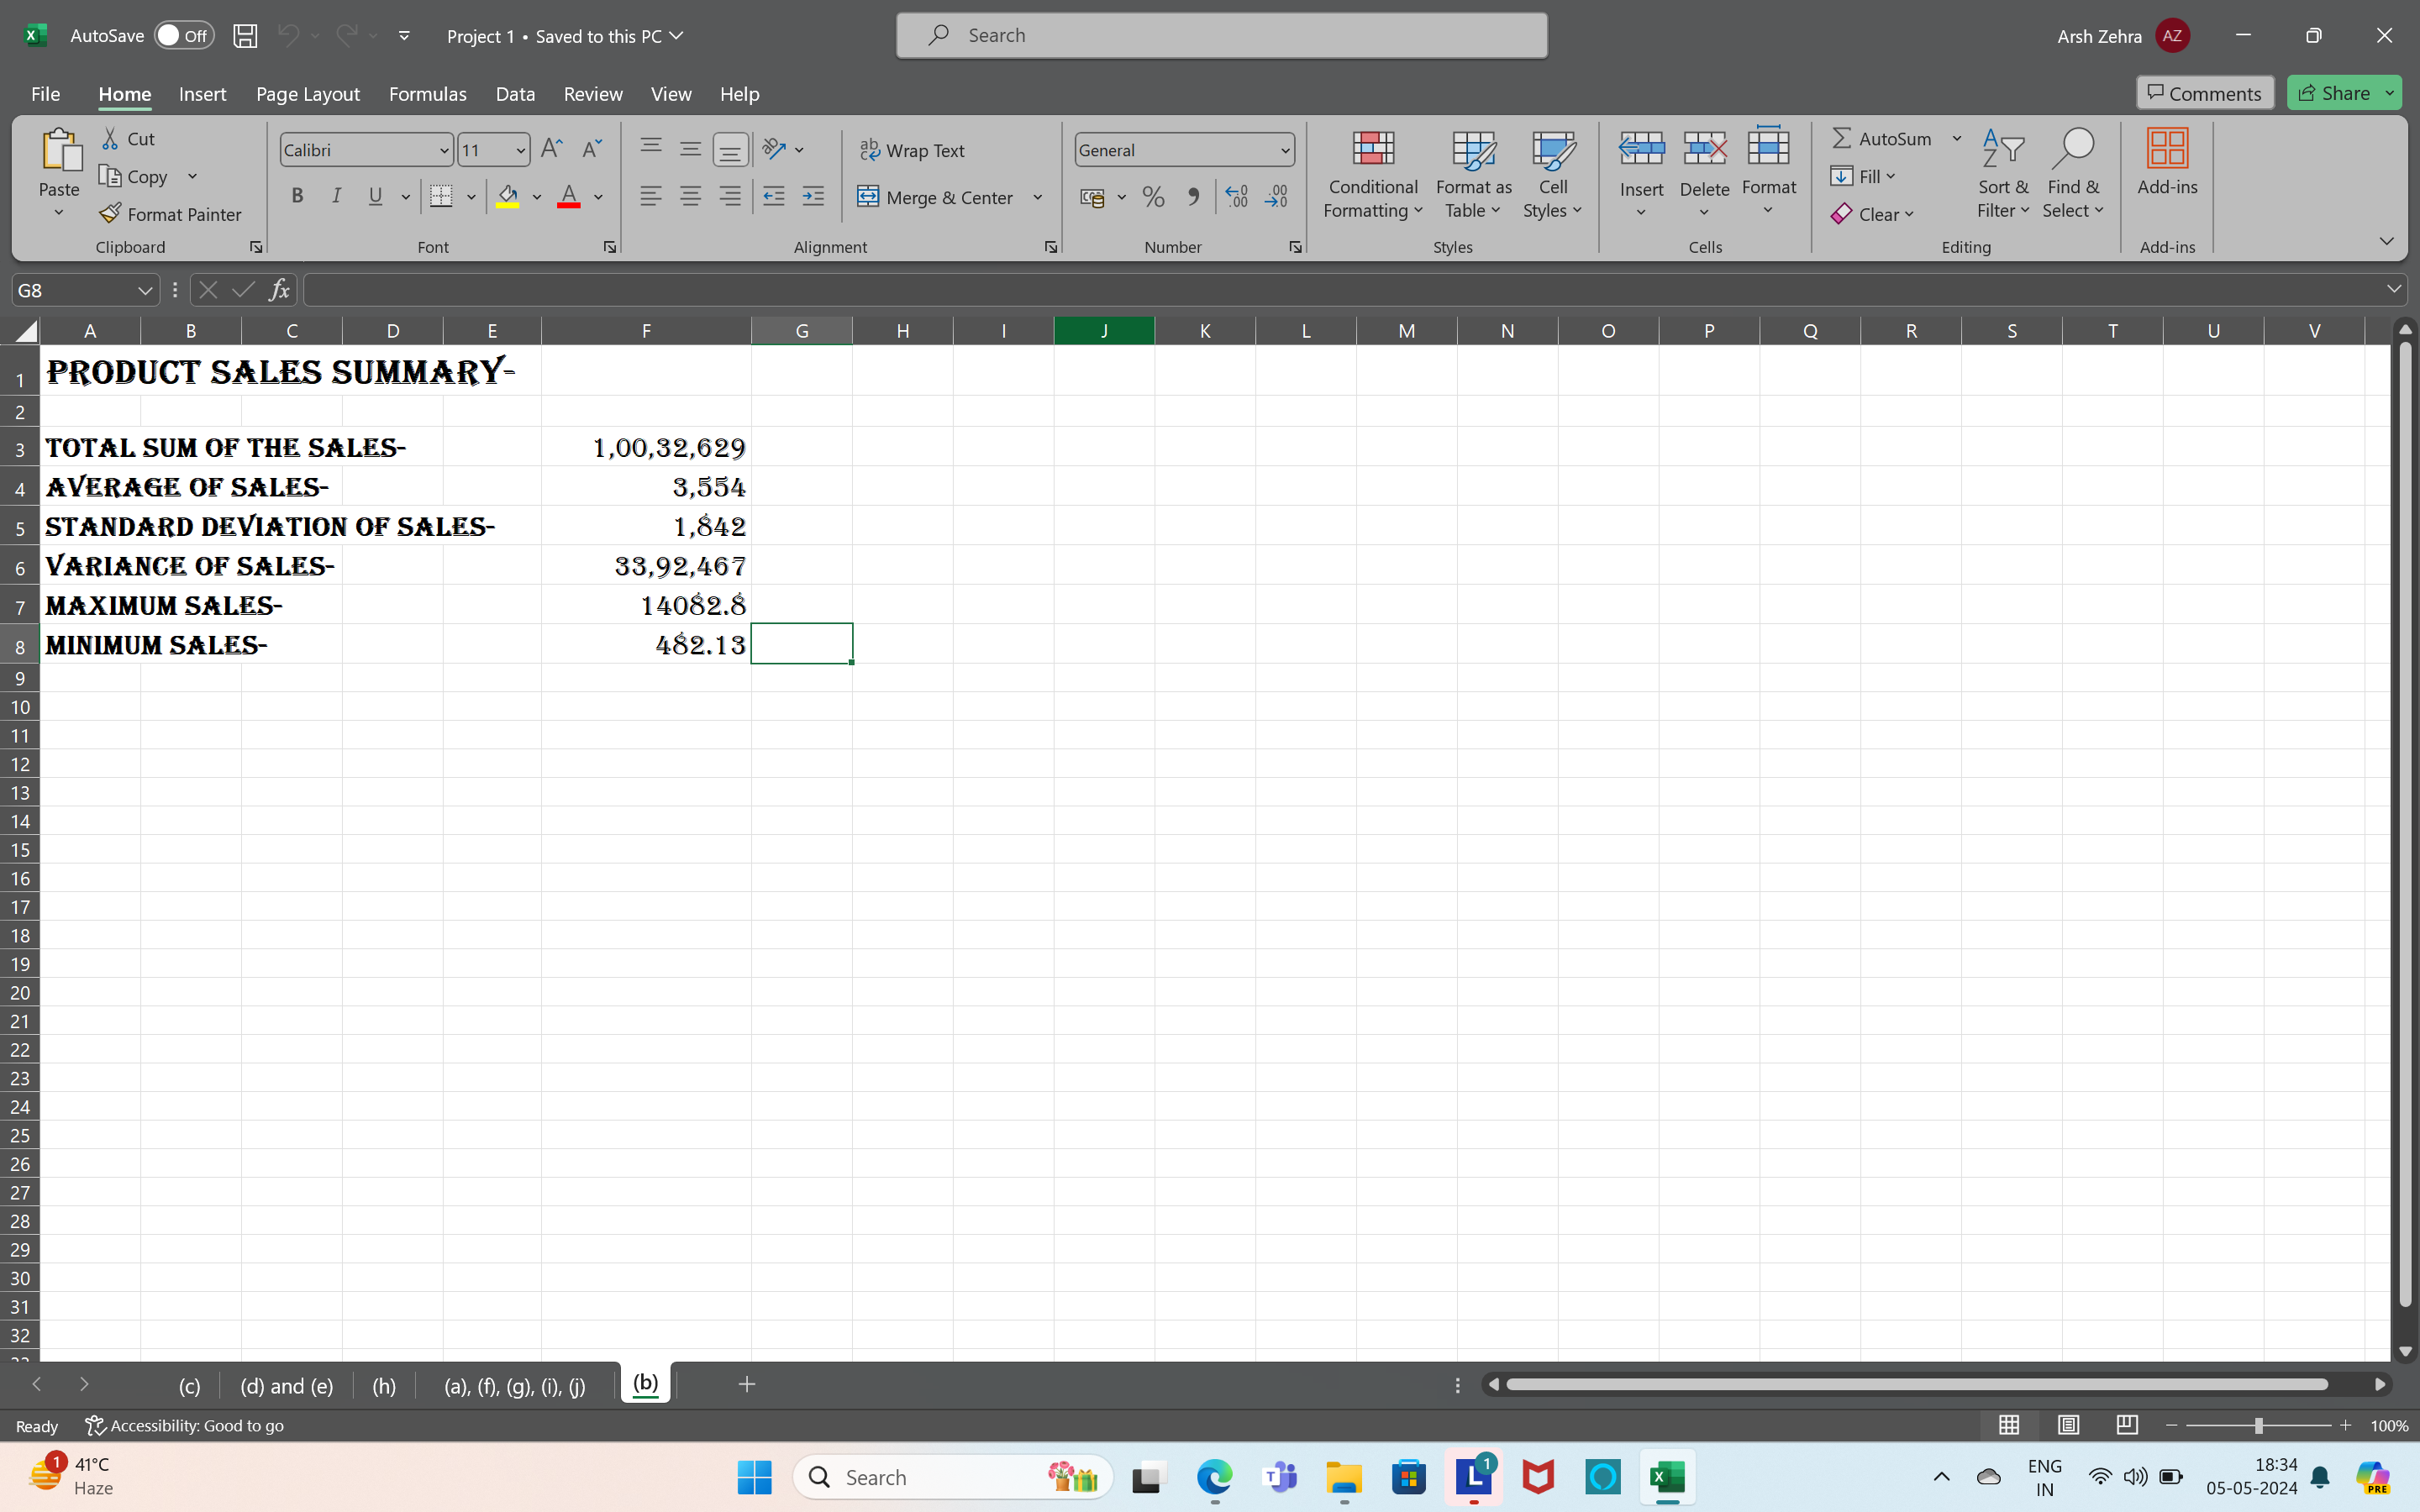 AutoSave Off Project 1 • Saved to this PC Search Arsh Zehra AZ
File Home Insert Page Layout Formulas Data Review View Help Comments Share
Paste Cut Copy Format Painter Clipboard
Calibri 11 B I U A Font
Wrap Text Merge & Center Alignment
General % Number
Conditional Formatting Format as Table Cell Styles Styles
Insert Delete Format Cells
AutoSum Fill Clear Sort & Filter Find & Select Editing
Add-ins Add-ins
G8 fx
A B C D E F G H I J K L M N O P Q R S T U V
1 PRODUCT SALES SUMMARY-
2
3 TOTAL SUM OF THE SALES- 1,00,32,629
4 AVERAGE OF SALES- 3,554
5 STANDARD DEVIATION OF SALES- 1,842
6 VARIANCE OF SALES- 33,92,467
7 MAXIMUM SALES- 14082.8
8 MINIMUM SALES- 482.13
9
10
11
12
13
14
15
16
17
18
19
20
21
22
23
24
25
26
27
28
29
30
31
32
(c) (d) and (e) (h) (a), (f), (g), (i), (j) (b)
Ready Accessibility: Good to go 100%
1 41°C Haze Search T L 1 X ENG IN 18:34 05-05-2024 PRE